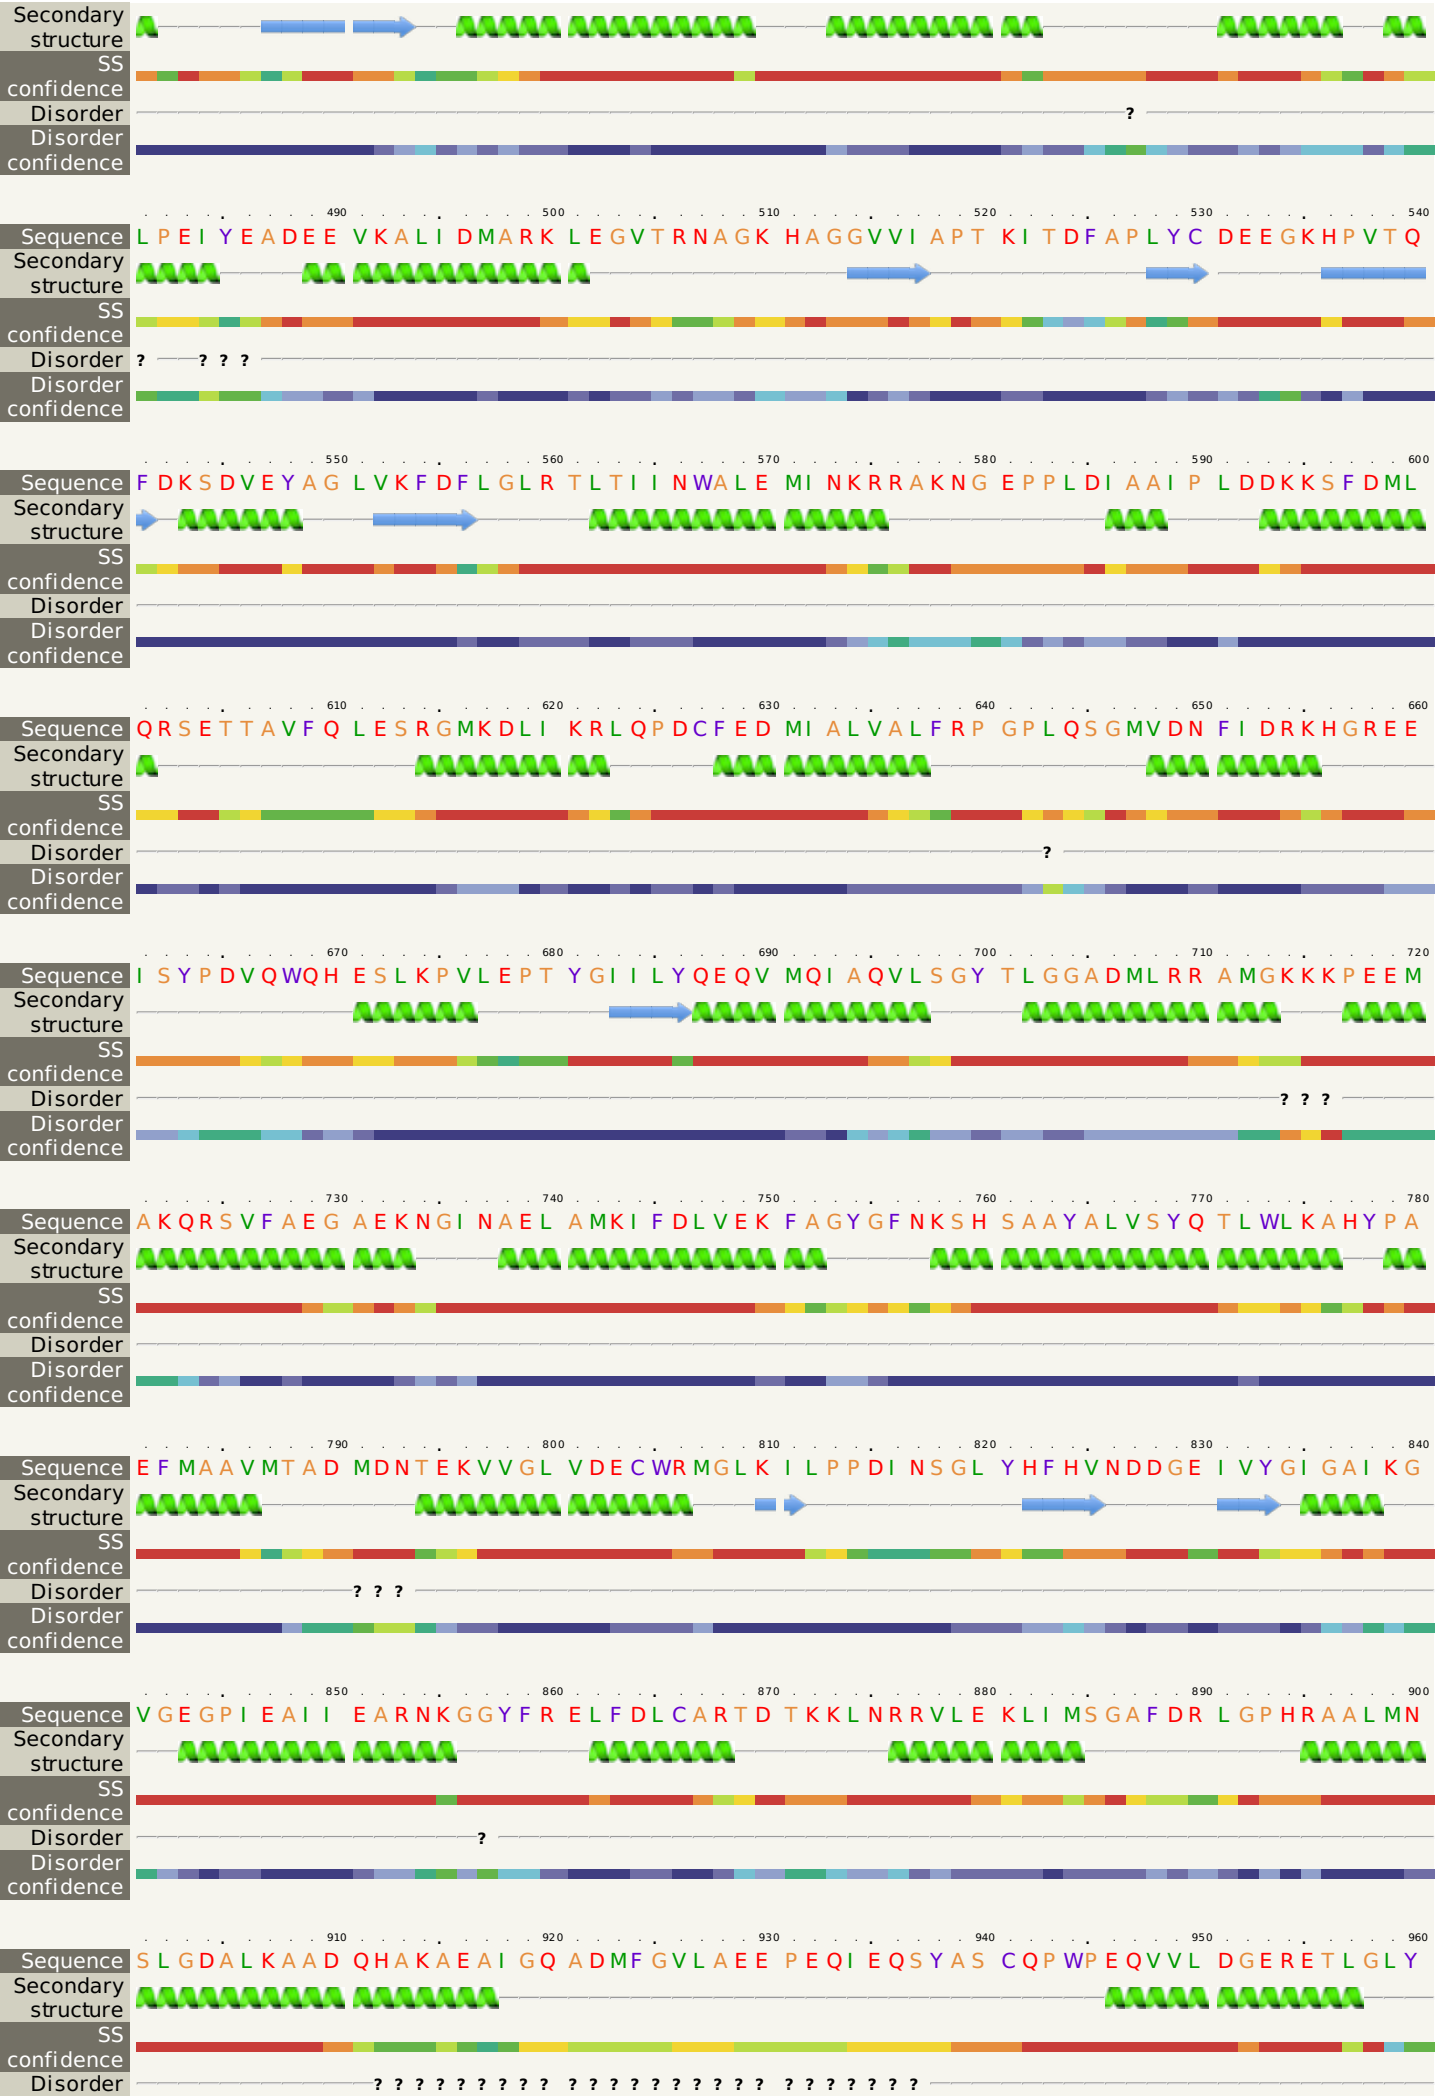 Secondary
structure
SS
confidence
Disorder ?
Disorder
confidence
490 500 510 520 530 540
Sequence LPEIYEADEE VKALIDMARK LEGVTRNAGK HAGGVVIAPT KITDFAPLYC DEEGKHPVTQ
Secondary
structure
SS
confidence
Disorder ? ? ? ?
Disorder
confidence
550 560 570 580 590 600
Sequence FDKSDVEYAG LVKFDFLGLR TLTIINWALE MINKRRAKNG EPPLDIAAIP LDDKKSFDML
Secondary
structure
SS
confidence
Disorder
Disorder
confidence
610 620 630 640 650 660
Sequence QRSETTAVFQ LESRGMKDLI KRLQPDCFED MIALVALFRP GPLQSGMVDN FIDRKHGREE
Secondary
structure
SS
confidence
Disorder ?
Disorder
confidence
670 680 690 700 710 720
Sequence ISYPDVQWQH ESLKPVLEPT YGIILYQEQV MQIAQVLSGY TLGGADMLRR AMGKKKPEEM
Secondary
structure
SS
confidence
Disorder ? ? ?
Disorder
confidence
730 740 750 760 770 780
Sequence AKQRSVFAEG AEKNGINAEL AMKIFDLVEK FAGYGFNKSH SAAYALVSYQ TLWLKAHYPA
Secondary
structure
SS
confidence
Disorder
Disorder
confidence
790 800 810 820 830 840
Sequence EFMAAVMTAD MDNTEKVVGL VDECWRMGLK ILPPDINSGL YHFHVNDDGE IVYGIGAIKG
Secondary
structure
SS
confidence
Disorder ? ? ?
Disorder
confidence
850 860 870 880 890 900
Sequence VGEGPIEAII EARNKGGYFR ELFDLCARTD TKKLNRRVLE KLIMSGAFDR LGPHRAALMN
Secondary
structure
SS
confidence
Disorder ?
Disorder
confidence
910 920 930 940 950 960
Sequence SLGDALKAAD QHAKAEAIGQ ADMFGVLAEE PEQIEQSYAS CQPWPEQVVL DGERETLGLY
Secondary
structure
SS
confidence
Disorder ? ? ? ? ? ? ? ? ? ? ? ? ? ? ? ? ? ? ? ? ? ? ? ? ? ?